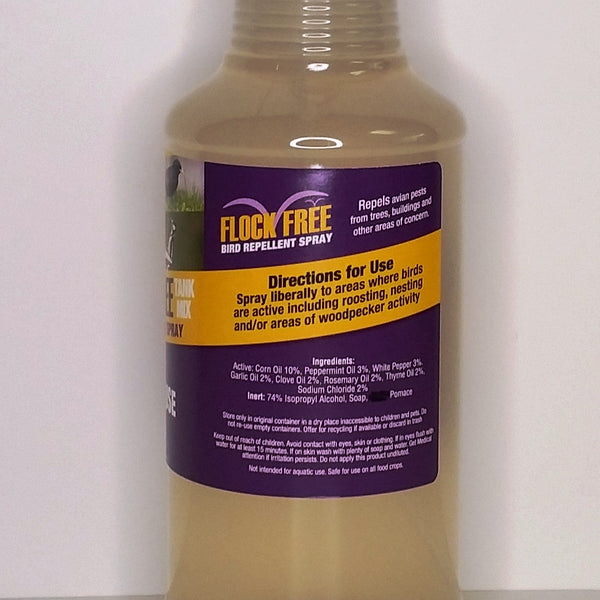 FLOCK FREE
BIRD REPELLENT SPRAY
Repels avian pests
from trees, buildings and
other areas of concern.
EE TANK
MIX
SPRAY
SE
Directions for Use
Spray liberally to areas where birds
are active including roosting, nesting
and/or areas of woodpecker activity
Ingredients:
Active: Corn Oil 10%, Peppermint Oil 3%, White Pepper 3%,
Garlic Oil 2%, Clove Oil 2%, Rosemary Oil 2%, Thyme Oil 2%,
Sodium Chloride 2%
Inert: 74% Isopropyl Alcohol, Soap, Pomace
Store only in original container in a dry place inaccessible to children and pets. Do
not re-use empty containers. Offer for recycling if available or discard in trash
Keep out of reach of children. Avoid contact with eyes, skin or clothing. If in eyes flush with
water for at least 15 minutes. If on skin wash with plenty of soap and water. Get Medical
attention if irritation persists. Do not apply this product undiluted.
Not intended for aquatic use. Safe for use on all food crops.